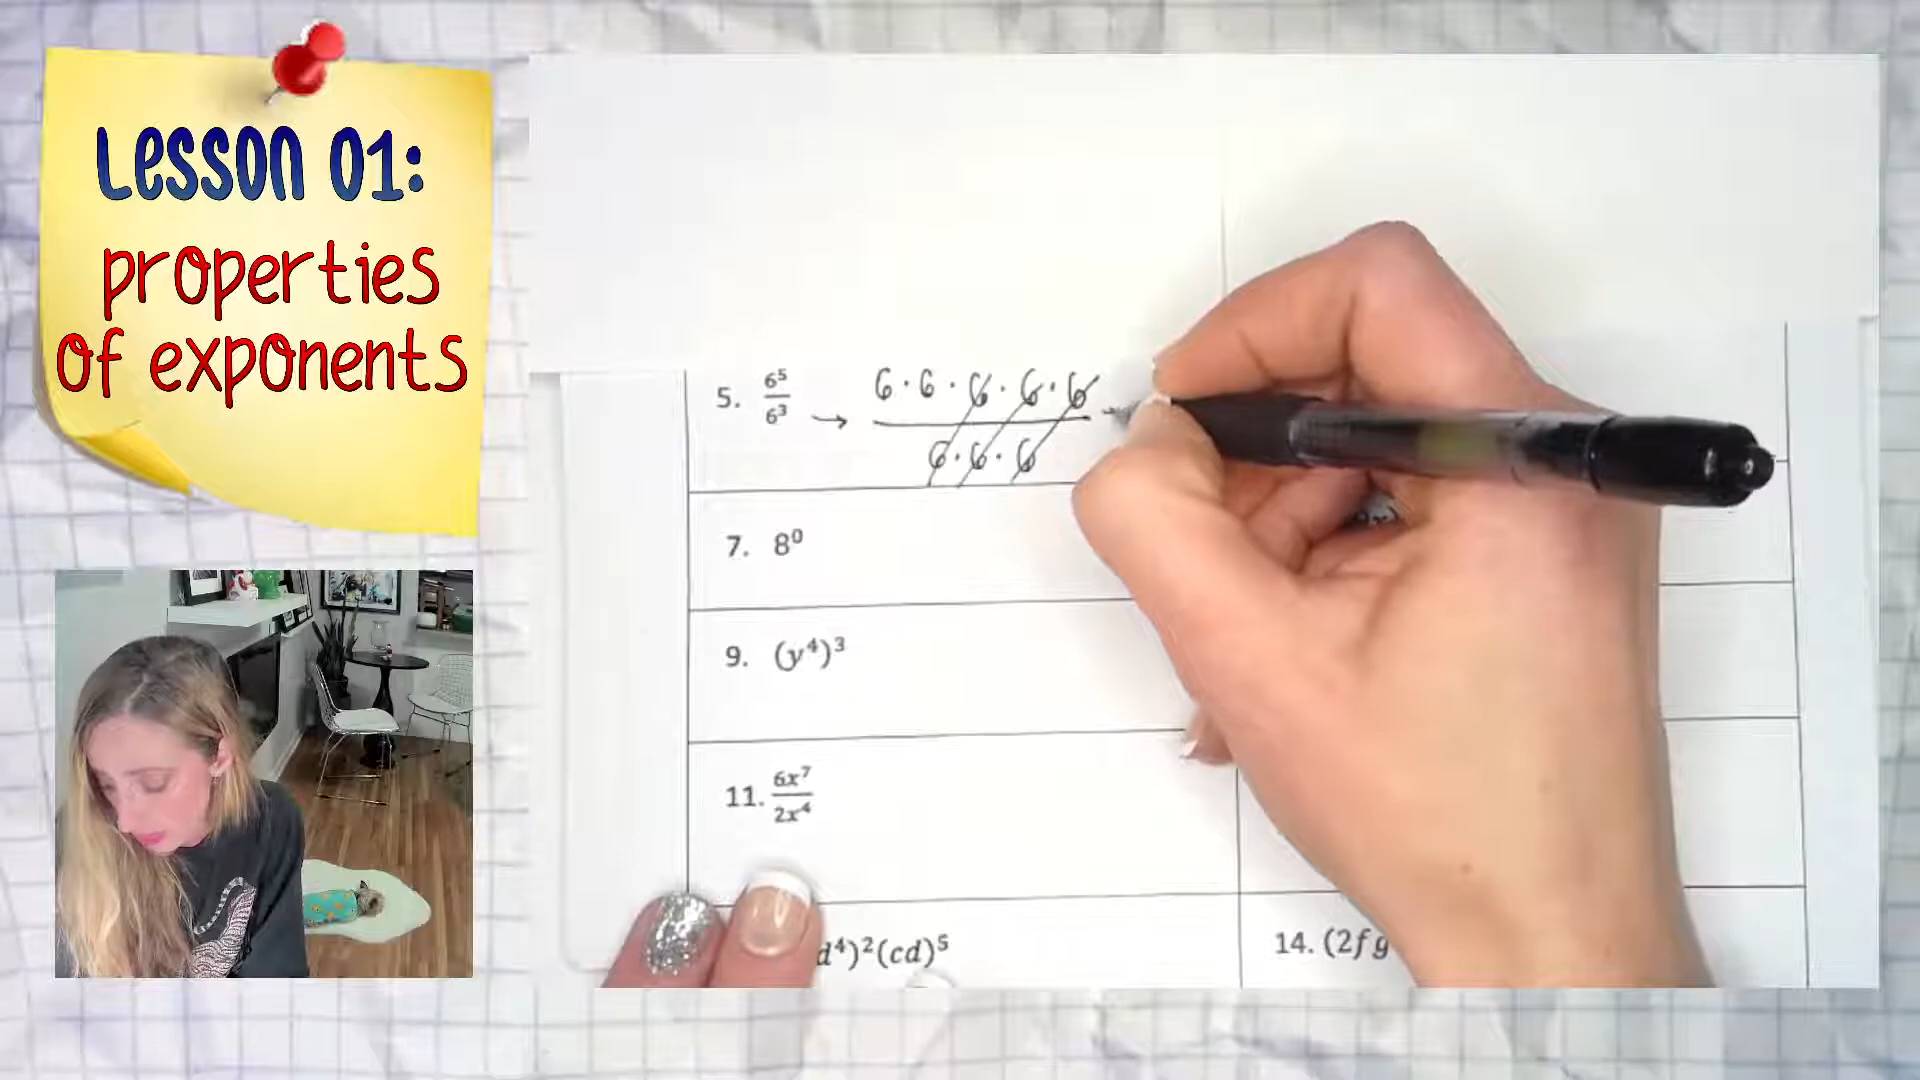 Lesson 01:
properties
of exponents
5. 6⁵/6³ → 6 · 6 · 6 · 6 · 6 / 6 · 6 · 6
7. 8⁰
9. (y⁴)³
11. 6x⁷/2x⁴
d⁴)²(cd)⁵
14. (2fg